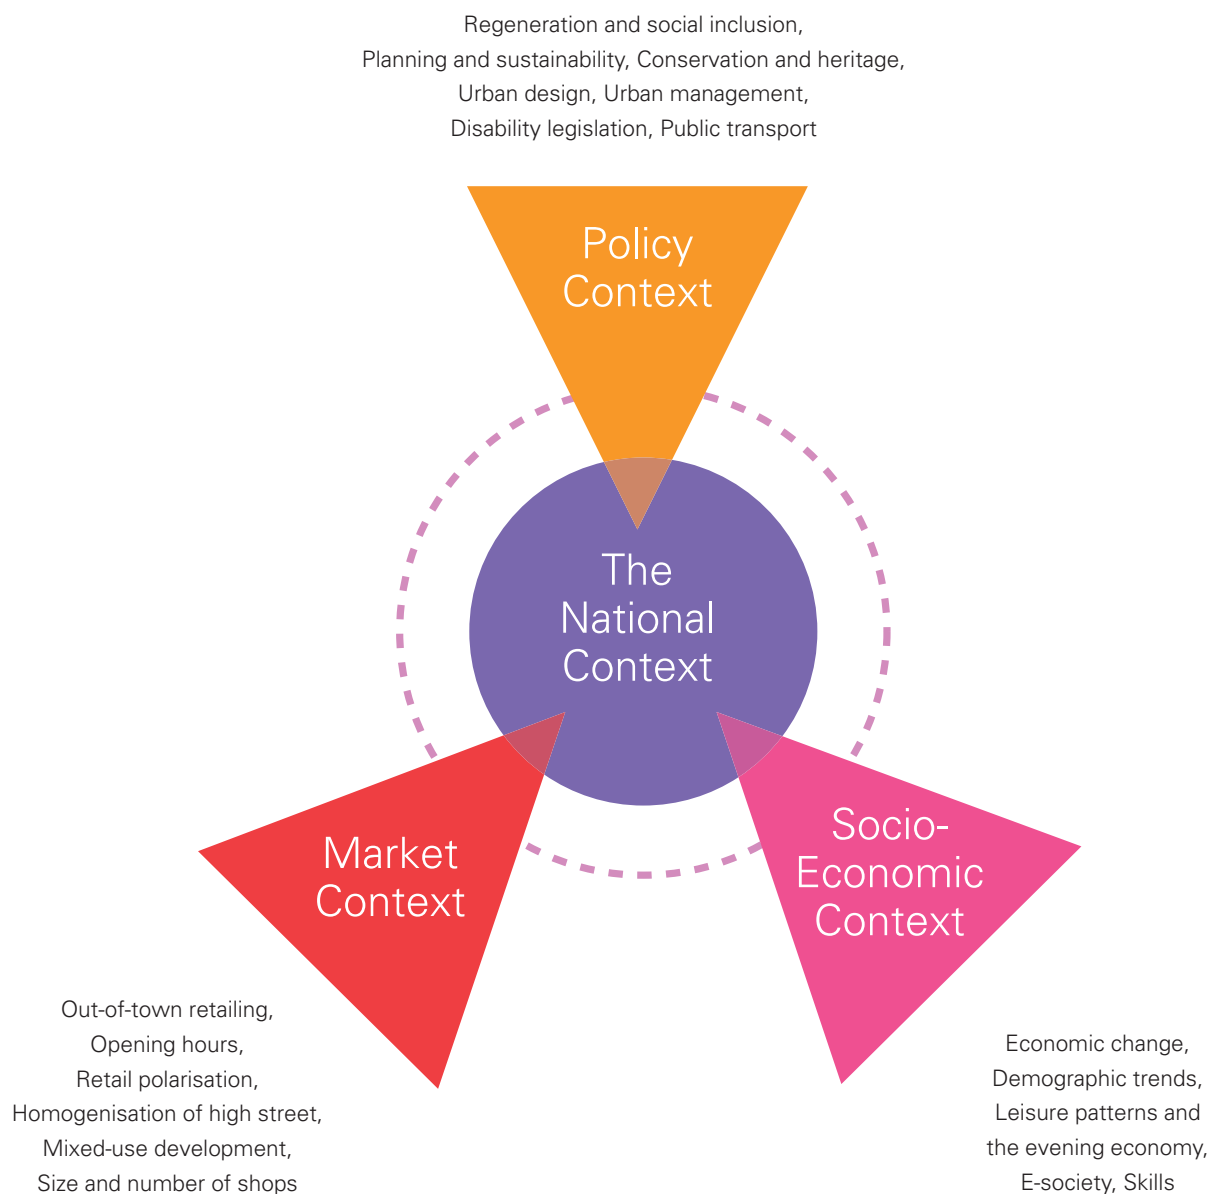 Regeneration and social inclusion,
Planning and sustainability, Conservation and heritage,
Urban design, Urban management,
Disability legislation, Public transport
Policy
Context
The
National
Context
Market
Context
Socio-
Economic
Context
Out-of-town retailing,
Opening hours,
Retail polarisation,
Homogenisation of high street,
Mixed-use development,
Size and number of shops
Economic change,
Demographic trends,
Leisure patterns and
the evening economy,
E-society, Skills